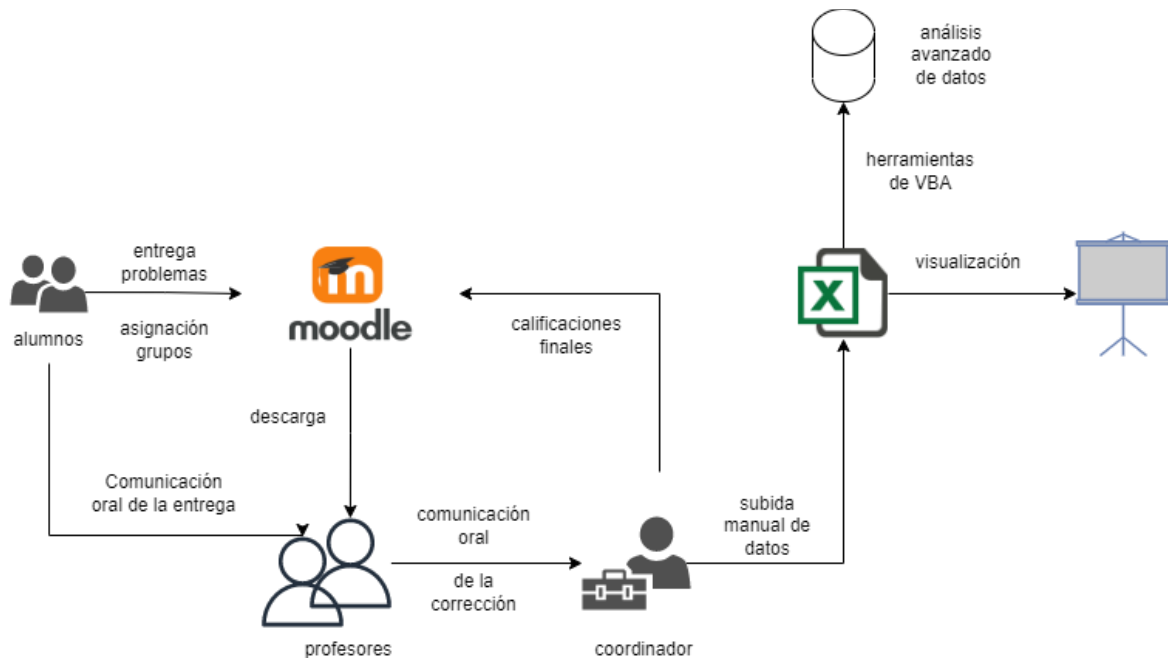 análisis
avanzado
de datos
herramientas
de VBA
entrega
problemas
visualización
moodle
asignación
grupos
alumnos
calificaciones
finales
descarga
Comunicación
oral de la entrega
comunicación
oral
subida
manual de
datos
de la
corrección
profesores
coordinador
m
X